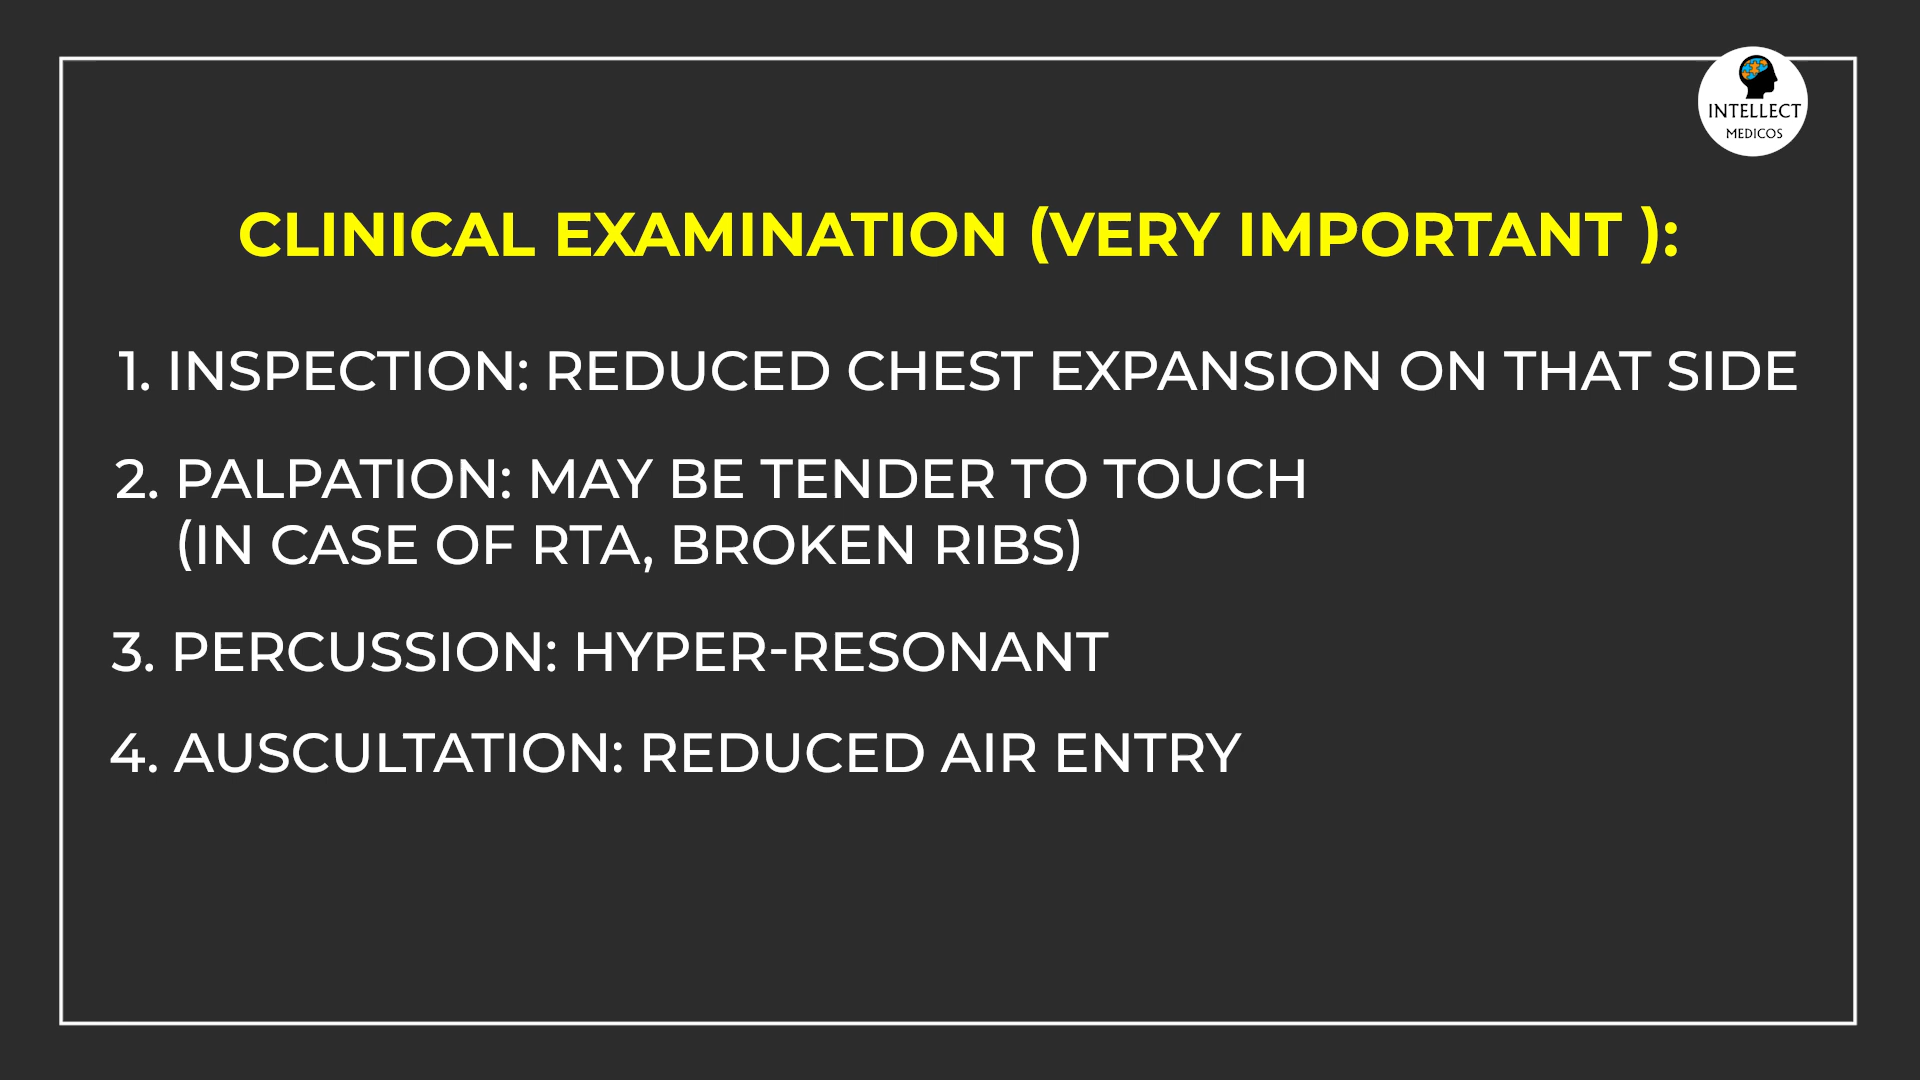 INTELLECT
MEDICOS
CLINICAL EXAMINATION (VERY IMPORTANT ):
1. INSPECTION: REDUCED CHEST EXPANSION ON THAT SIDE
2. PALPATION: MAY BE TENDER TO TOUCH
(IN CASE OF RTA, BROKEN RIBS)
3. PERCUSSION: HYPER-RESONANT
4. AUSCULTATION: REDUCED AIR ENTRY